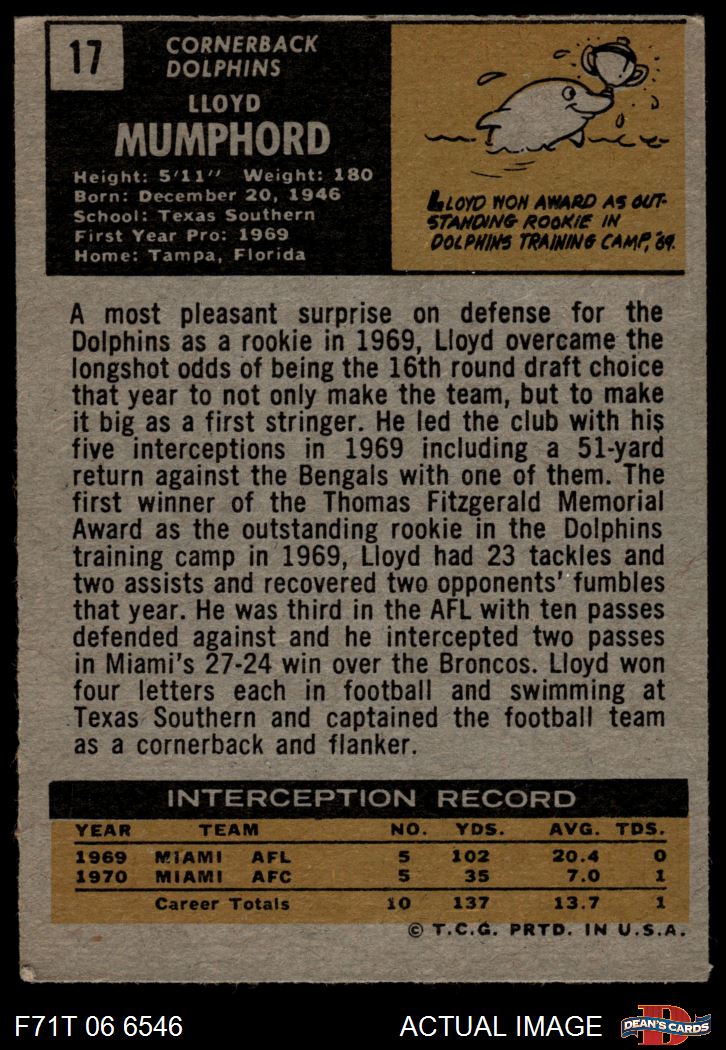 17
CORNERBACK
DOLPHINS
LLOYD
MUMPHORD
Height: 5'11" Weight: 180
Born: December 20, 1946
School: Texas Southern
First Year Pro: 1969
Home: Tampa, Florida
LLOYD WON AWARD AS OUT-
STANDING ROOKIE IN
DOLPHINS TRAINING CAMP, '69.
A most pleasant surprise on defense for the
Dolphins as a rookie in 1969, Lloyd overcame the
longshot odds of being the 16th round draft choice
that year to not only make the team, but to make
it big as a first stringer. He led the club with his
five interceptions in 1969 including a 51-yard
return against the Bengals with one of them. The
first winner of the Thomas Fitzgerald Memorial
Award as the outstanding rookie in the Dolphins
training camp in 1969, Lloyd had 23 tackles and
two assists and recovered two opponents' fumbles
that year. He was third in the AFL with ten passes
defended against and he intercepted two passes
in Miami's 27-24 win over the Broncos. Lloyd won
four letters each in football and swimming at
Texas Southern and captained the football team
as a cornerback and flanker.
INTERCEPTION RECORD
YEAR TEAM NO. YDS. AVG. TDS.
1969 MIAMI AFL 5 102 20.4 0
1970 MIAMI AFC 5 35 7.0 1
Career Totals 10 137 13.7 1
© T.C.G. PRTD. IN U.S.A.
F71T 06 6546 ACTUAL IMAGE
DEAN'S CARDS